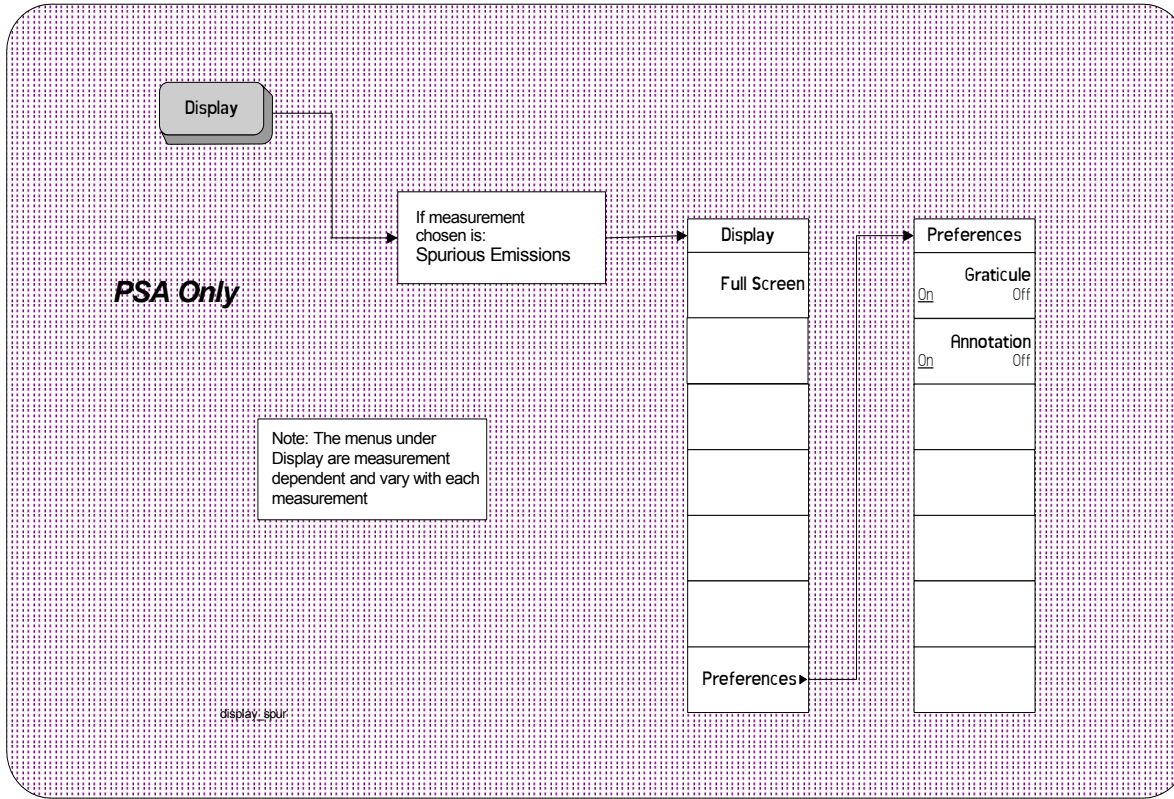 Display
If measurement
chosen is:
Spurious Emissions
PSA Only
Note: The menus under
Display are measurement
dependent and vary with each
measurement
display_spur
Display
Full Screen
Preferences
Preferences
Graticule
On Off
Annotation
On Off